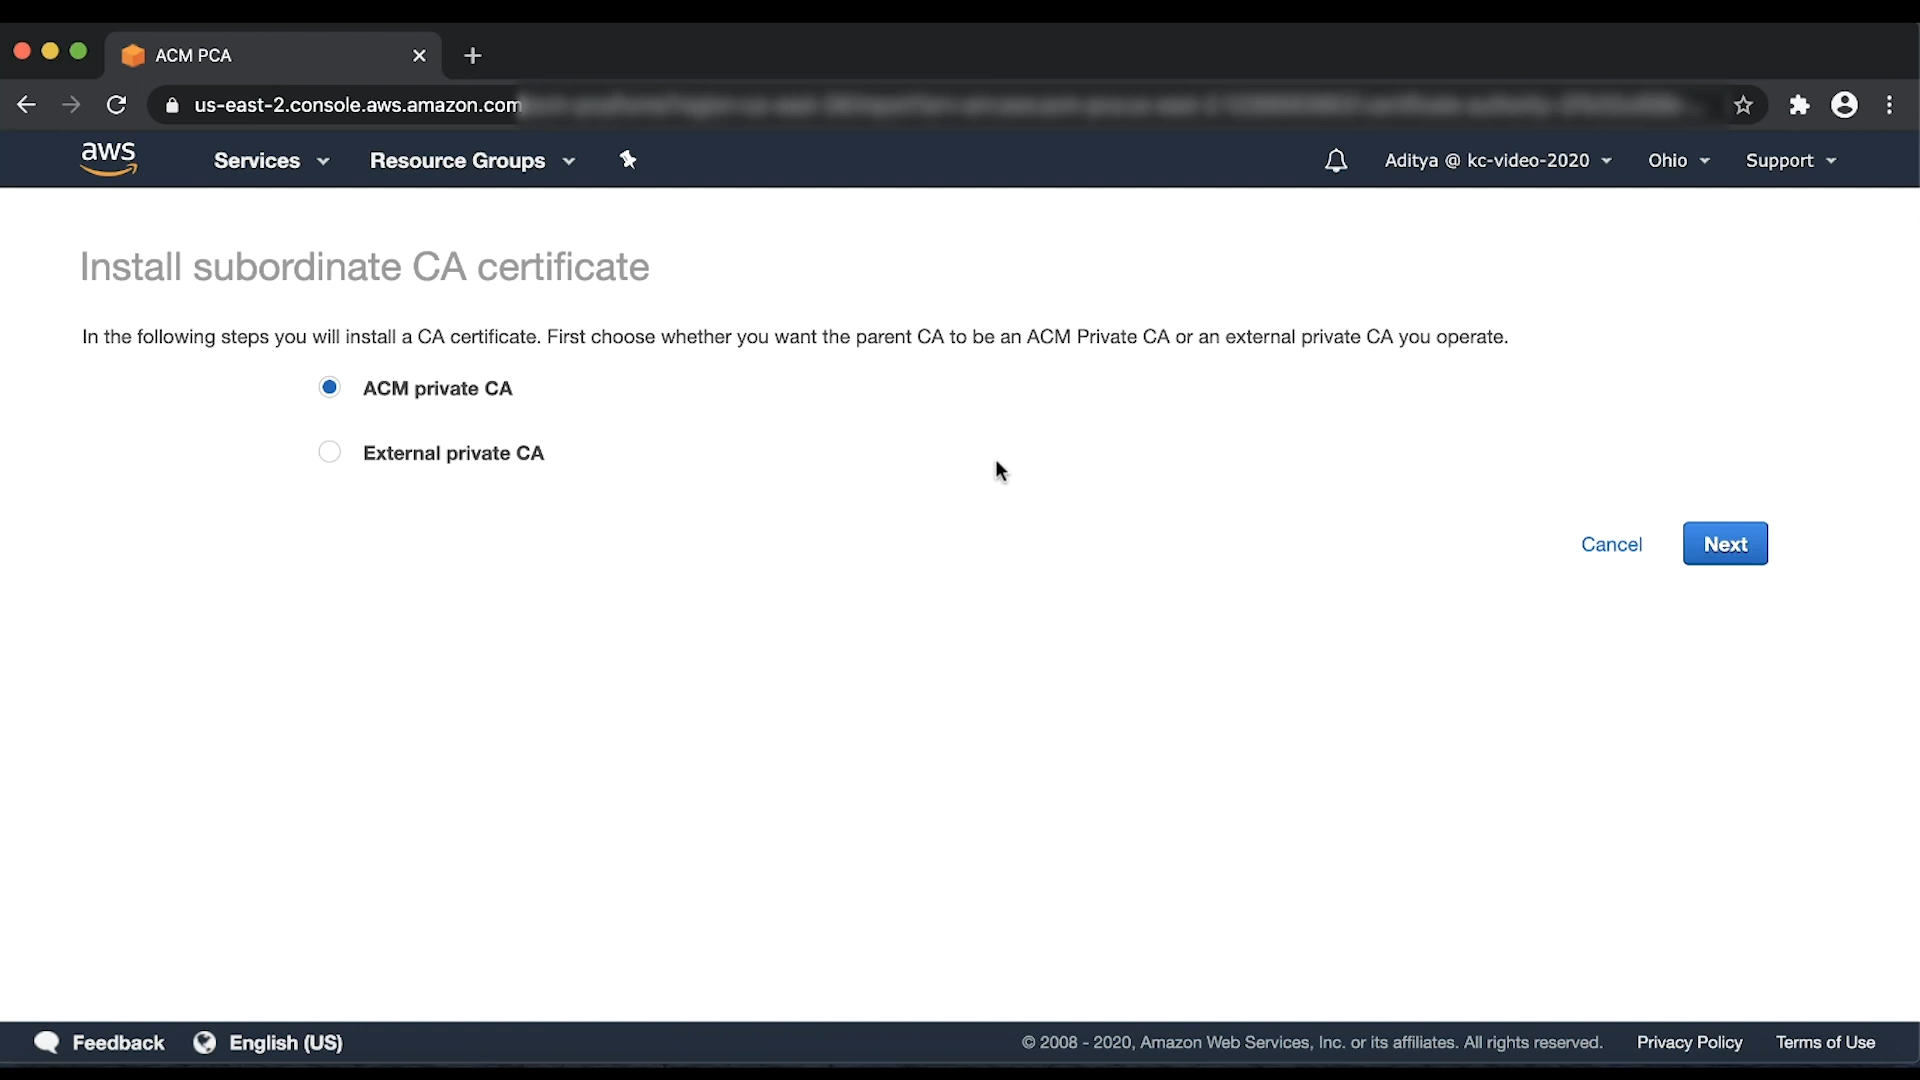 ACM PCA
us-east-2.console.aws.amazon.com
aws Services Resource Groups Aditya @ kc-video-2020 Ohio Support
Install subordinate CA certificate
In the following steps you will install a CA certificate. First choose whether you want the parent CA to be an ACM Private CA or an external private CA you operate.
ACM private CA
External private CA
Cancel Next
Feedback English (US) © 2008 - 2020, Amazon Web Services, Inc. or its affiliates. All rights reserved. Privacy Policy Terms of Use